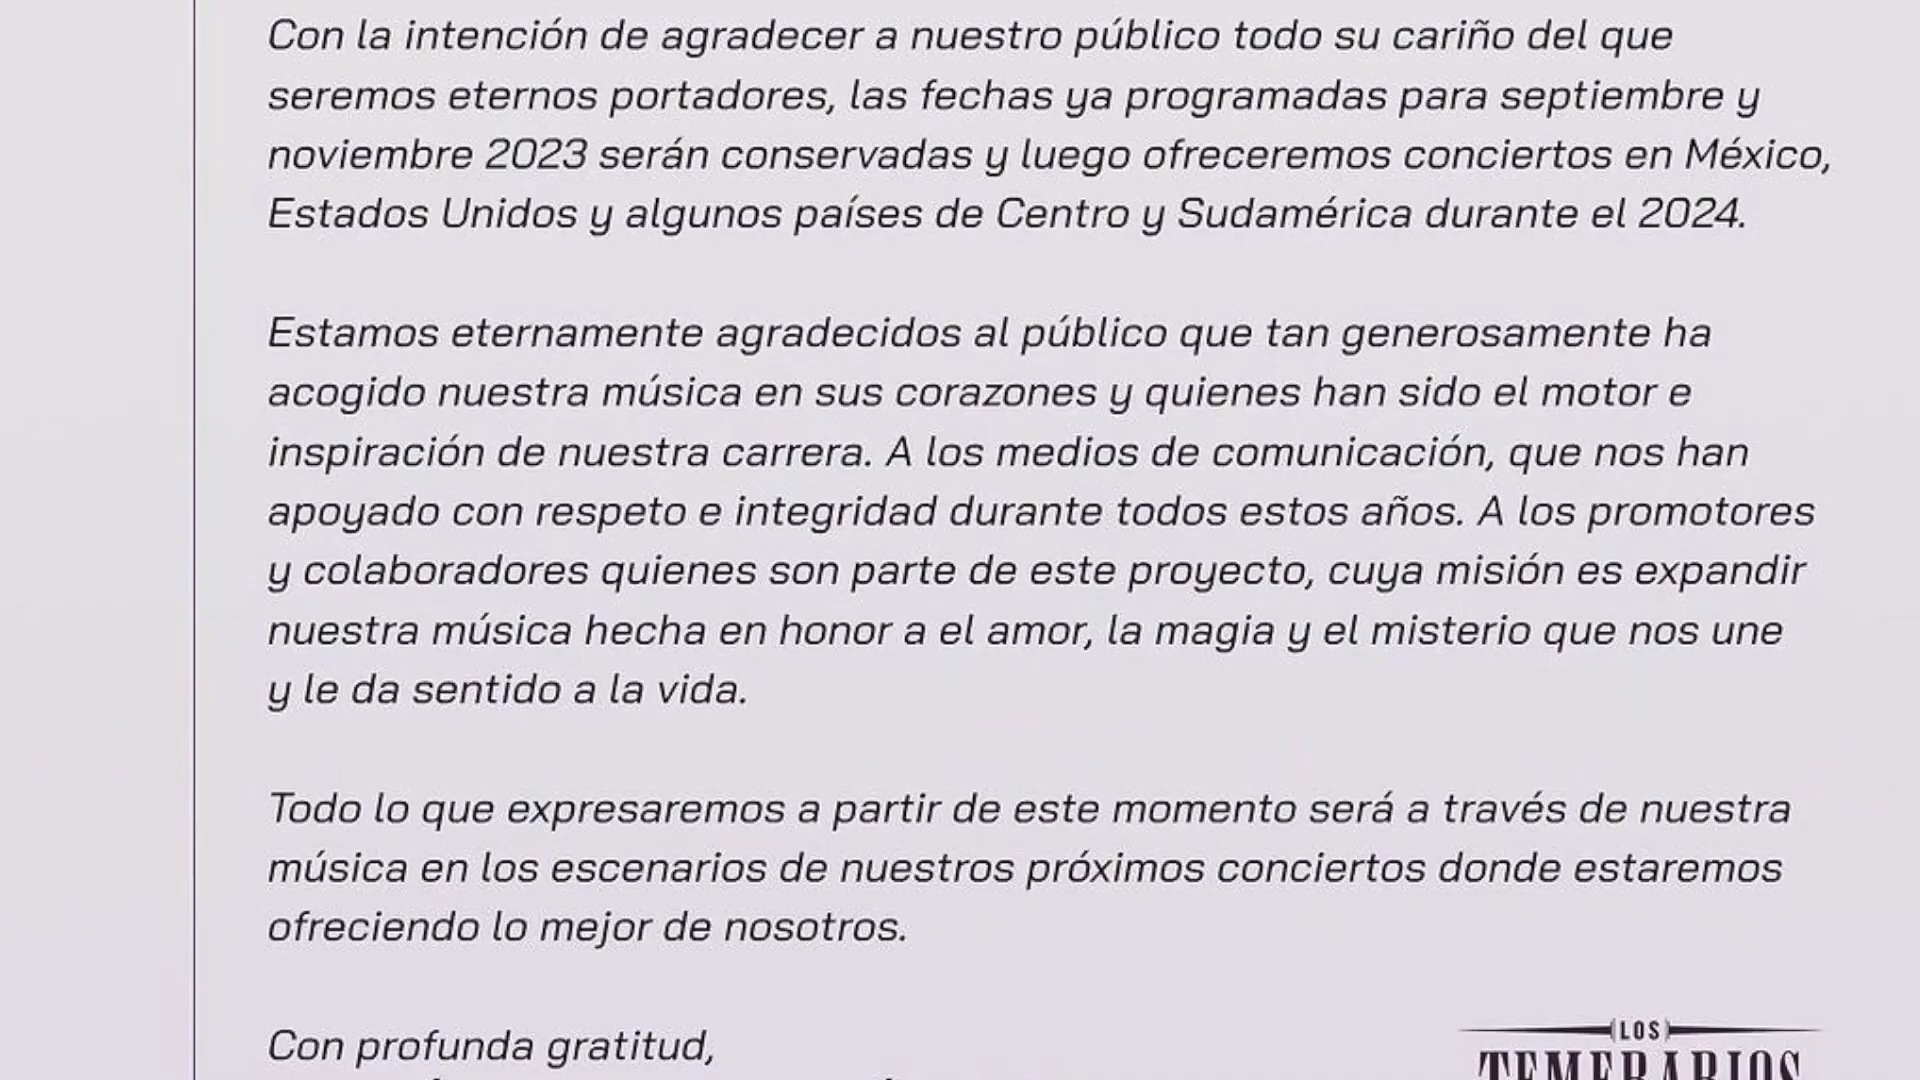 Con la intención de agradecer a nuestro público todo su cariño del que
seremos eternos portadores, las fechas ya programadas para septiembre y
noviembre 2023 serán conservadas y luego ofreceremos conciertos en México,
Estados Unidos y algunos países de Centro y Sudamérica durante el 2024.
Estamos eternamente agradecidos al público que tan generosamente ha
acogido nuestra música en sus corazones y quienes han sido el motor e
inspiración de nuestra carrera. A los medios de comunicación, que nos han
apoyado con respeto e integridad durante todos estos años. A los promotores
y colaboradores quienes son parte de este proyecto, cuya misión es expandir
nuestra música hecha en honor a el amor, la magia y el misterio que nos une
y le da sentido a la vida.
Todo lo que expresaremos a partir de este momento será a través de nuestra
música en los escenarios de nuestros próximos conciertos donde estaremos
ofreciendo lo mejor de nosotros.
Con profunda gratitud,
LOS
TEMERARIOS